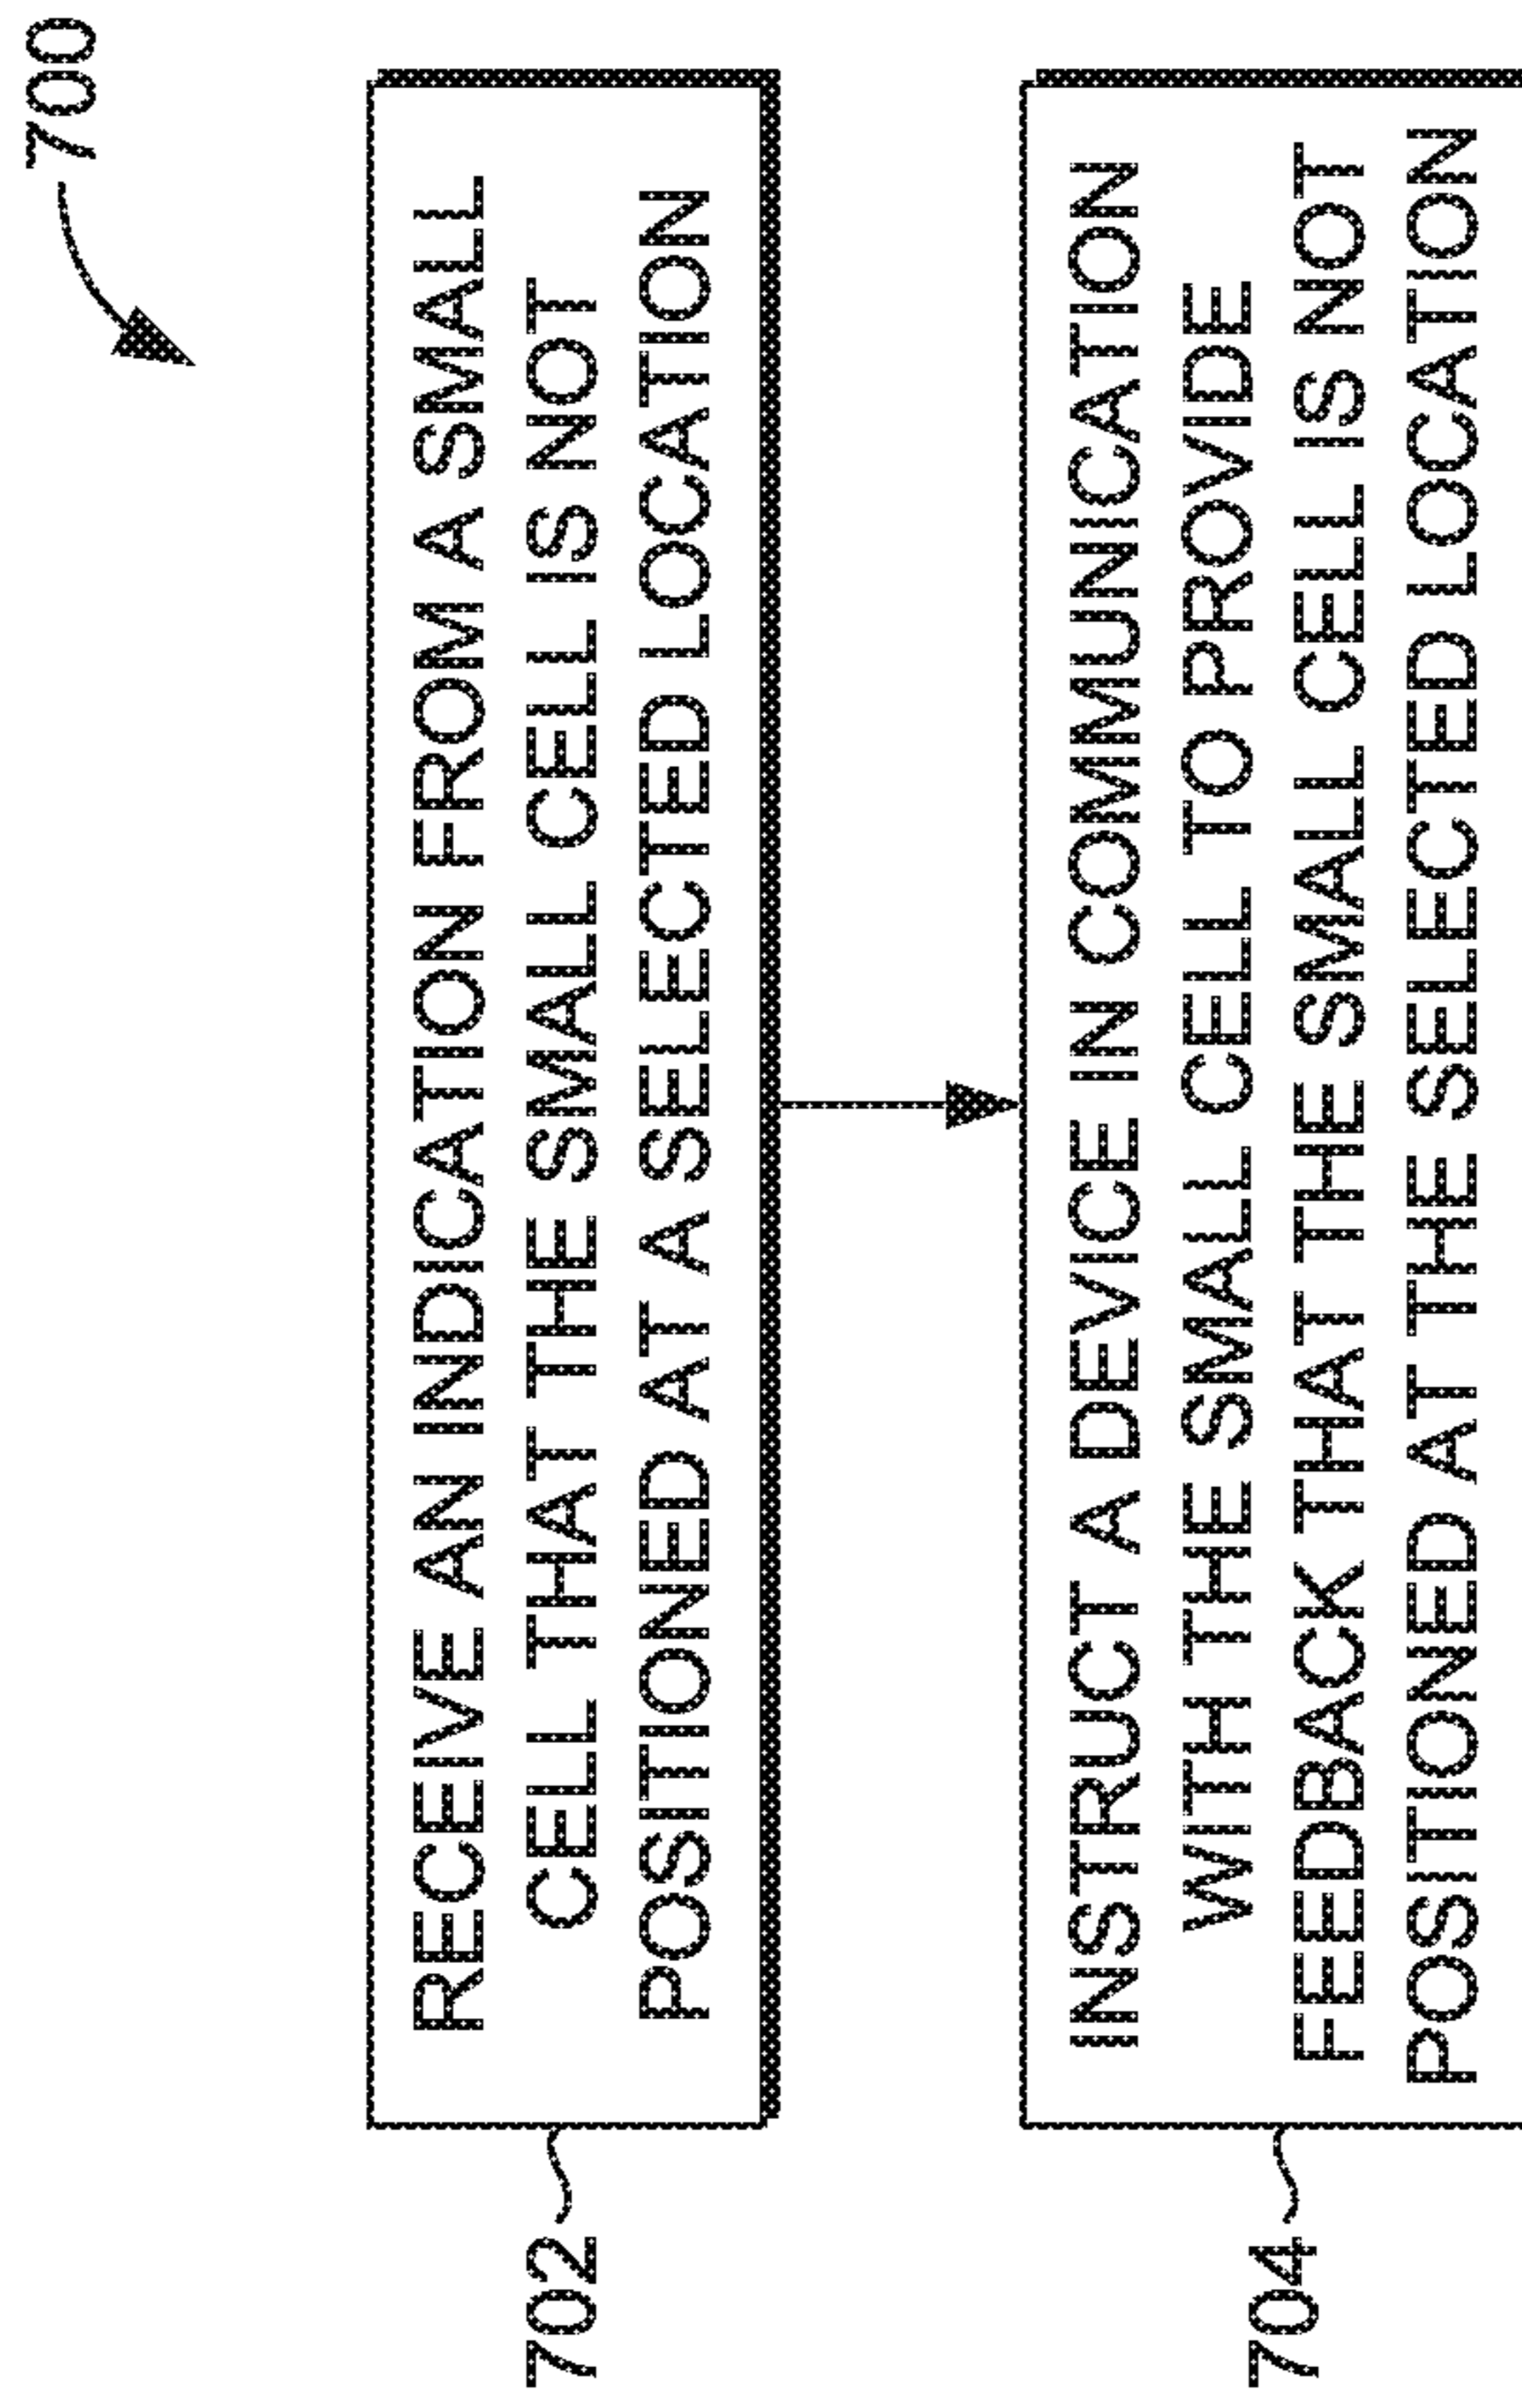 700
702
RECEIVE AN INDICATION FROM A SMALL
CELL THAT THE SMALL CELL IS NOT
POSITIONED AT A SELECTED LOCATION
704
INSTRUCT A DEVICE IN COMMUNICATION
WITH THE SMALL CELL TO PROVIDE
FEEDBACK THAT THE SMALL CELL IS NOT
POSITIONED AT THE SELECTED LOCATION